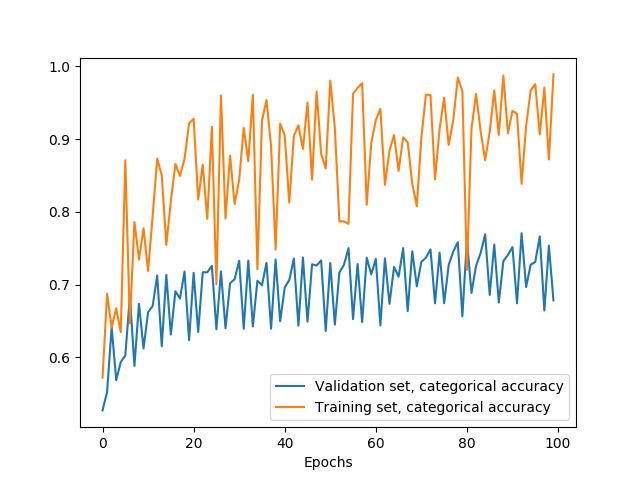 1.0
0.9
0.8
0.7
0.6
Validation set, categorical accuracy
Training set, categorical accuracy
0 20 40 60 80 100
Epochs